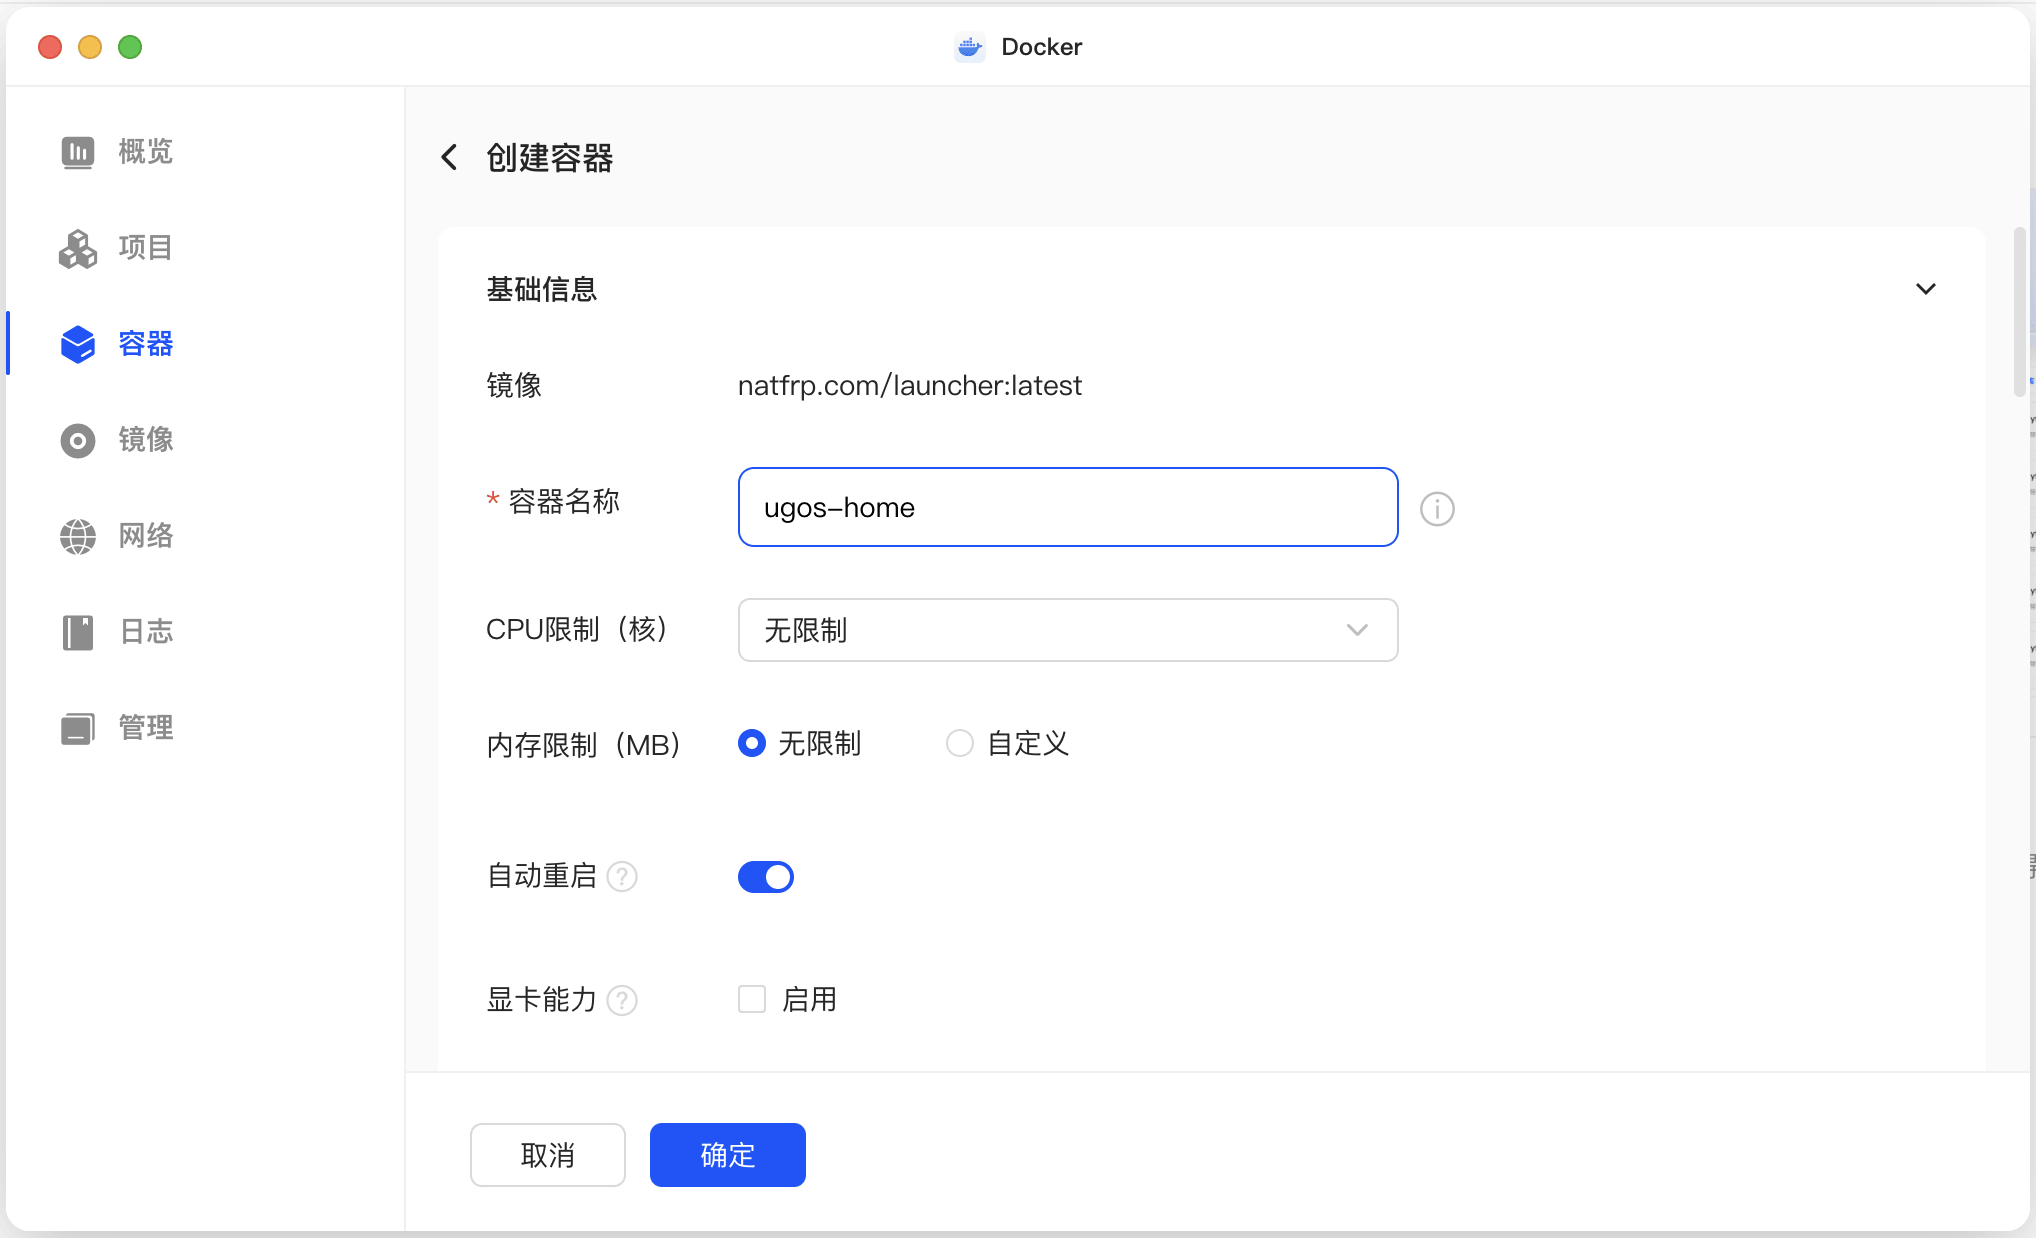 Docker
概览
项目
容器
镜像
网络
日志
管理
创建容器
基础信息
镜像
natfrp.com/launcher:latest
* 容器名称
ugos-home
CPU限制（核）
无限制
内存限制（MB）
无限制
自定义
自动重启
显卡能力
启用
取消
确定